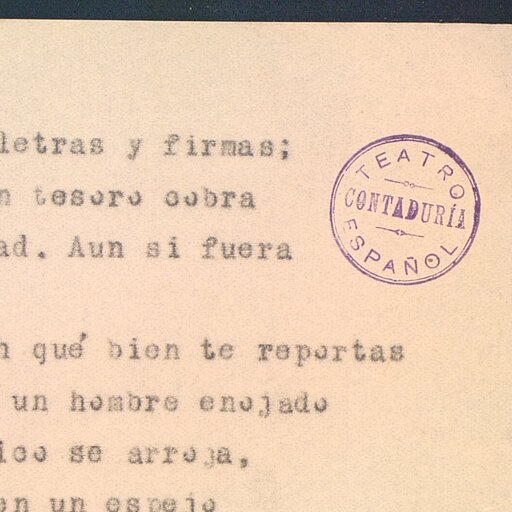 letras y firmas;
n tesoro cobra
ad. Aun si fuera
TEATRO
CONTADURÍA
ESPAÑOL
n qué bien te reportas
un hombre enojado
ico se arroja,
en un espejo